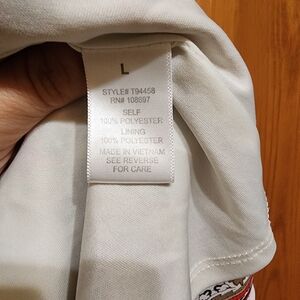 L
STYLE# T94458
RN# 108697
SELF
100% POLYESTER
LINING
100% POLYESTER
MADE IN VIETNAM
SEE REVERSE
FOR CARE